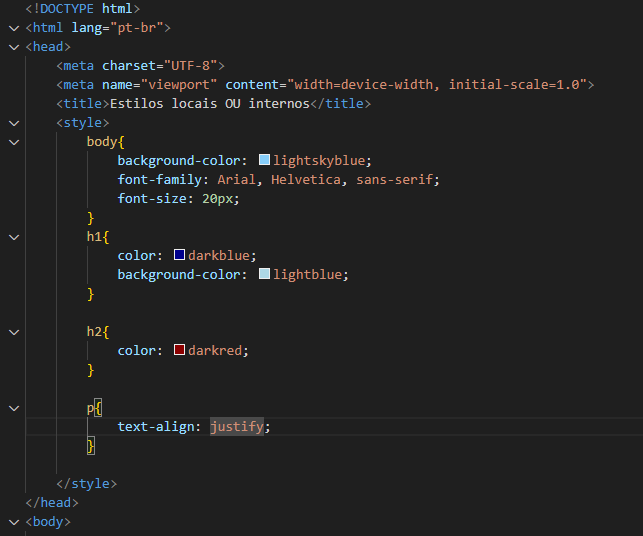 <!DOCTYPE html>
<html lang="pt-br">
<head>
    <meta charset="UTF-8">
    <meta name="viewport" content="width=device-width, initial-scale=1.0">
    <title>Estilos locais OU internos</title>
    <style>
        body{
            background-color: lightskyblue;
            font-family: Arial, Helvetica, sans-serif;
            font-size: 20px;
        }
        h1{
            color: darkblue;
            background-color: lightblue;
        }

        h2{
            color: darkred;
        }

        p{
            text-align: justify;
        }

    </style>
</head>
<body>